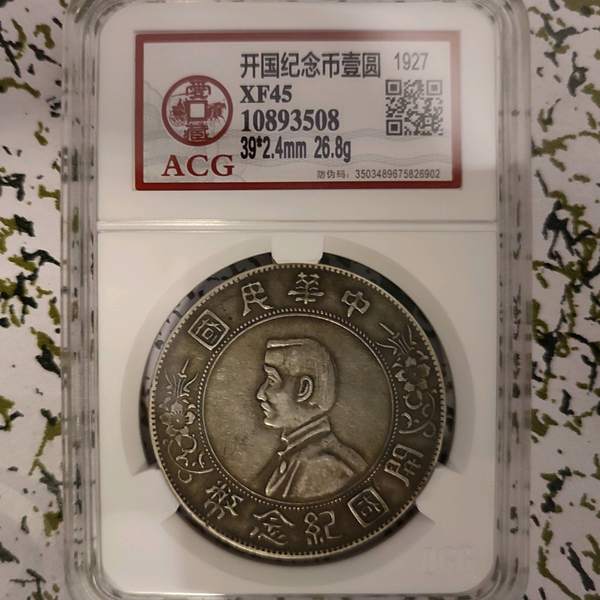 开国纪念币壹圆 1927
XF45
10893508
39*2.4mm 26.8g
防伪码：3503489675826902
ACG
中華民國
開國紀念幣